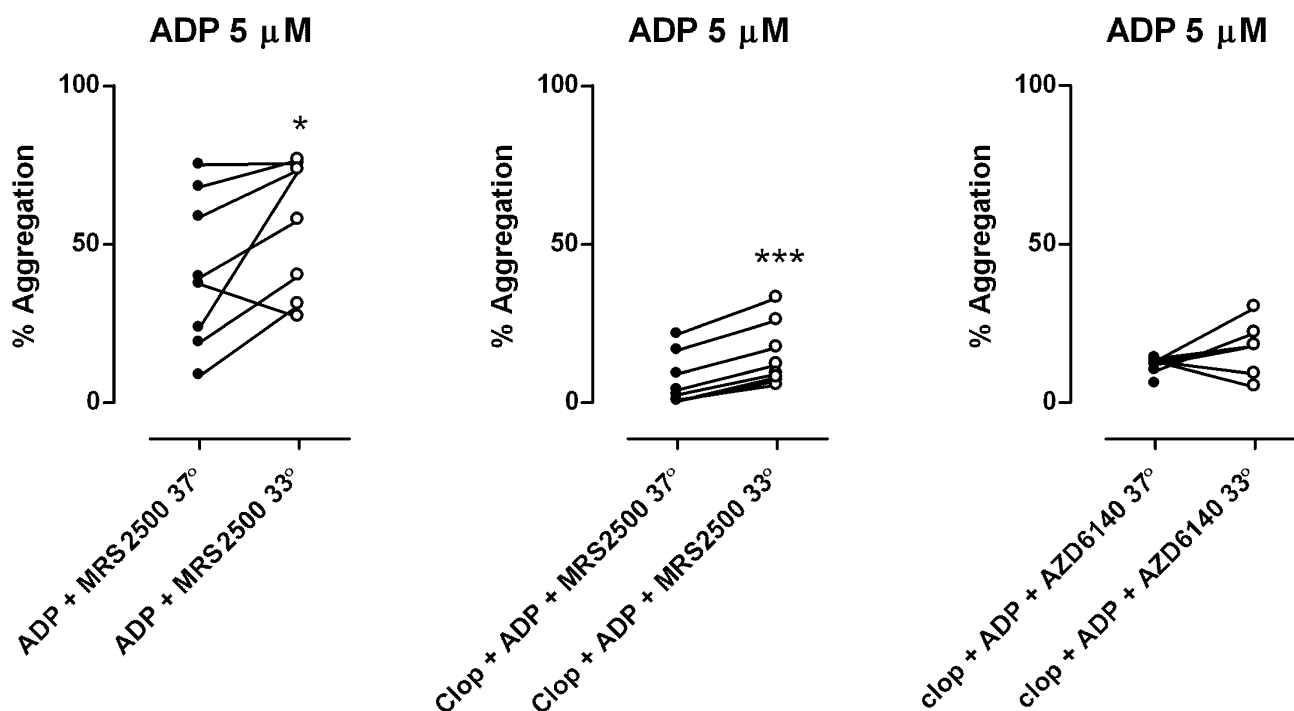 ADP 5 μM
100
50
0
% Aggregation
*
ADP + MRS2500 37°
ADP + MRS2500 33°
ADP 5 μM
100
50
0
% Aggregation
***
Clop + ADP + MRS2500 37°
Clop + ADP + MRS2500 33°
ADP 5 μM
100
50
0
% Aggregation
clop + ADP + AZD6140 37°
clop + ADP + AZD6140 33°